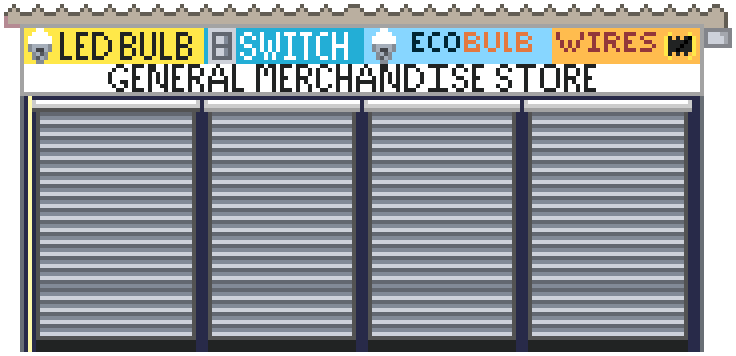 LED BULB SWITCH ECOBULB WIRES
GENERAL MERCHANDISE STORE